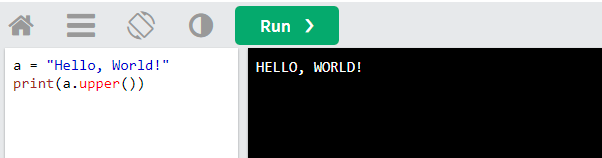 Run ❯
a = "Hello, World!"
print(a.upper())
HELLO, WORLD!